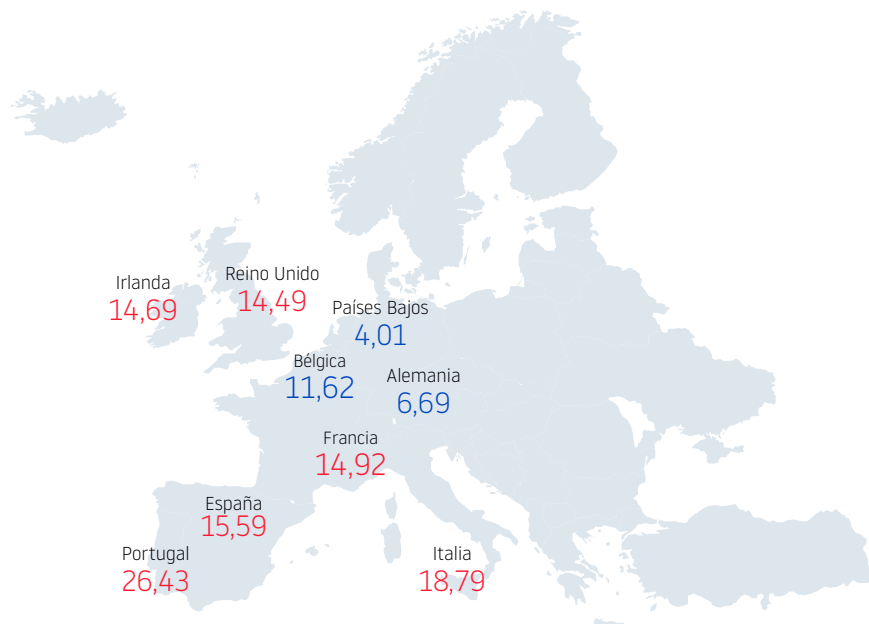 Irlanda
14,69
Reino Unido
14,49
Países Bajos
4,01
Bélgica
11,62
Alemania
6,69
Francia
14,92
España
15,59
Portugal
26,43
Italia
18,79